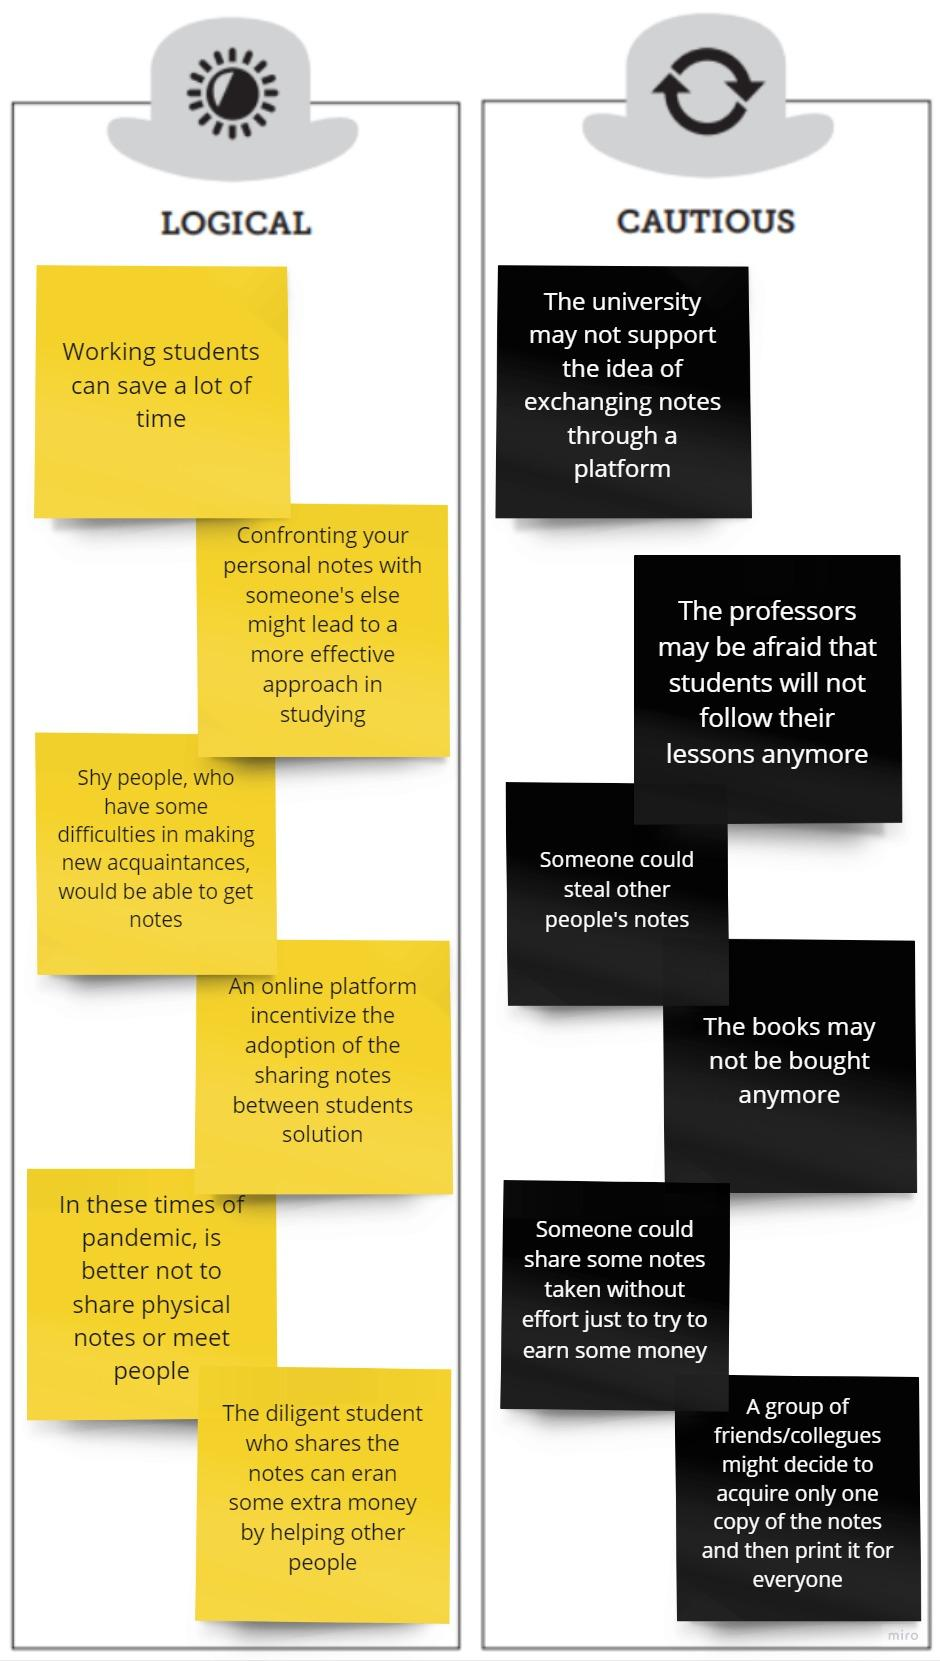 LOGICAL
Working students
can save a lot of
time
Confronting your
personal notes with
someone's else
might lead to a
more effective
approach in
studying
Shy people, who
have some
difficulties in making
new acquaintances,
would be able to get
notes
An online platform
incentivize the
adoption of the
sharing notes
between students
solution
In these times of
pandemic, is
better not to
share physical
notes or meet
people
The diligent student
who shares the
notes can eran
some extra money
by helping other
people
CAUTIOUS
The university
may not support
the idea of
exchanging notes
through a
platform
The professors
may be afraid that
students will not
follow their
lessons anymore
Someone could
steal other
people's notes
The books may
not be bought
anymore
Someone could
share some notes
taken without
effort just to try to
earn some money
A group of
friends/collegues
might decide to
acquire only one
copy of the notes
and then print it for
everyone
miro